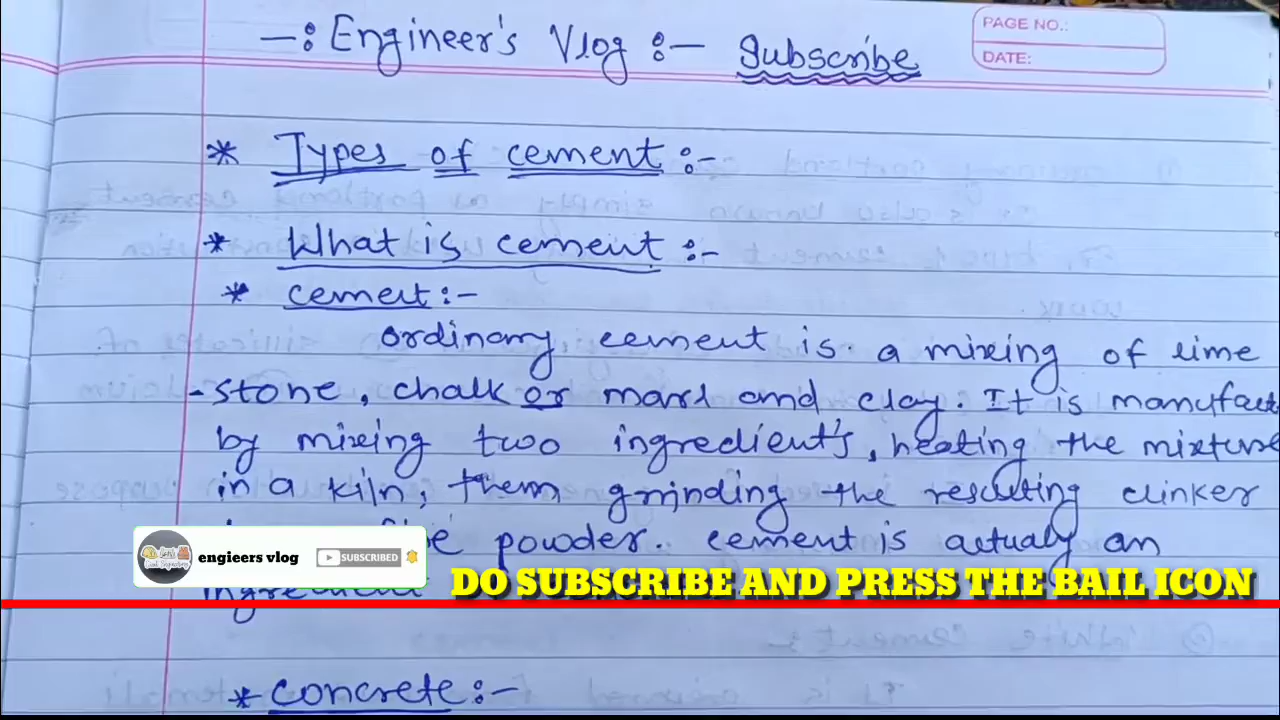 -: Engineer's Vlog :- Subscribe
PAGE NO.:
DATE:
* Types of cement :-
* What is cement :-
* cement :-
ordinary cement is a mixing of lime
- stone, chalk or marl and clay. It is manufact
by mixing two ingredient's, heating the mixture
in a kiln, them grinding the resulting clinker
powder. cement is actualy an
engieers vlog
SUBSCRIBED
DO SUBSCRIBE AND PRESS THE BAIL ICON
* concrete :-